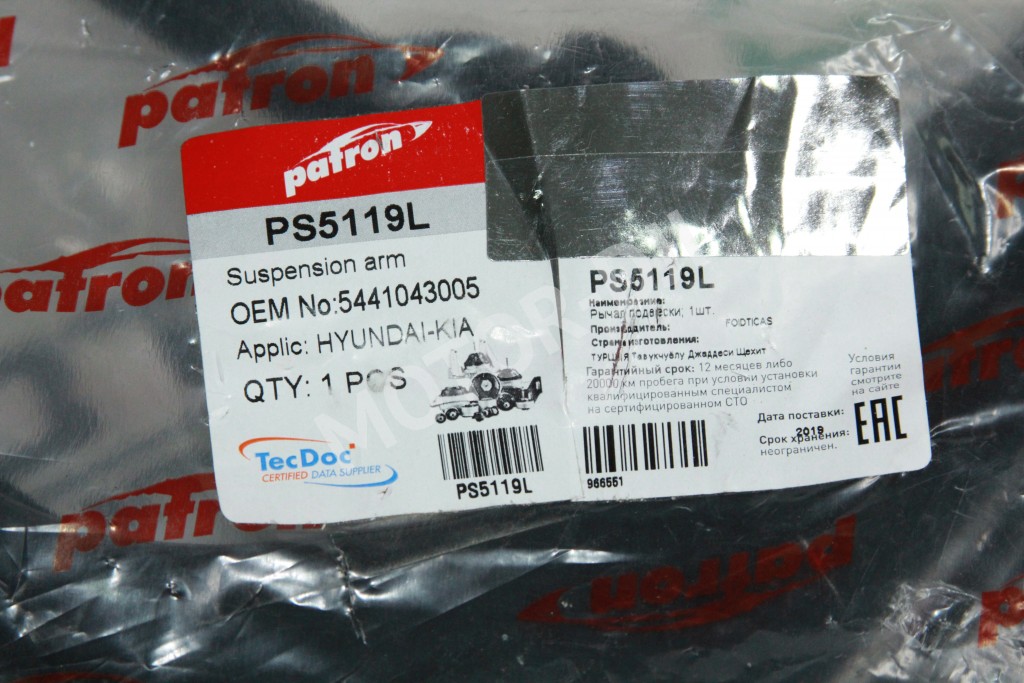 patron
patron
PS5119L
Suspension arm
OEM No:5441043005
Applic: HYUNDAI-KIA
QTY: 1 PCS
TecDoc
CERTIFIED DATA SUPPLIER
PS5119L
PS5119L
Наименование:
Рычаг подвески, 1шт.
Производитель:
Страна изготовления:
ТУРЦИЯ
Гарантийный срок: 12 месяцев либо
20000 км пробега при условии установки
квалифицированным специалистом
на сертифицированном СТО
Условия
гарантии
смотрите
на сайте
Дата поставки:
2019
Срок хранения:
неограничен.
EAC
966551
patron
patron
patron